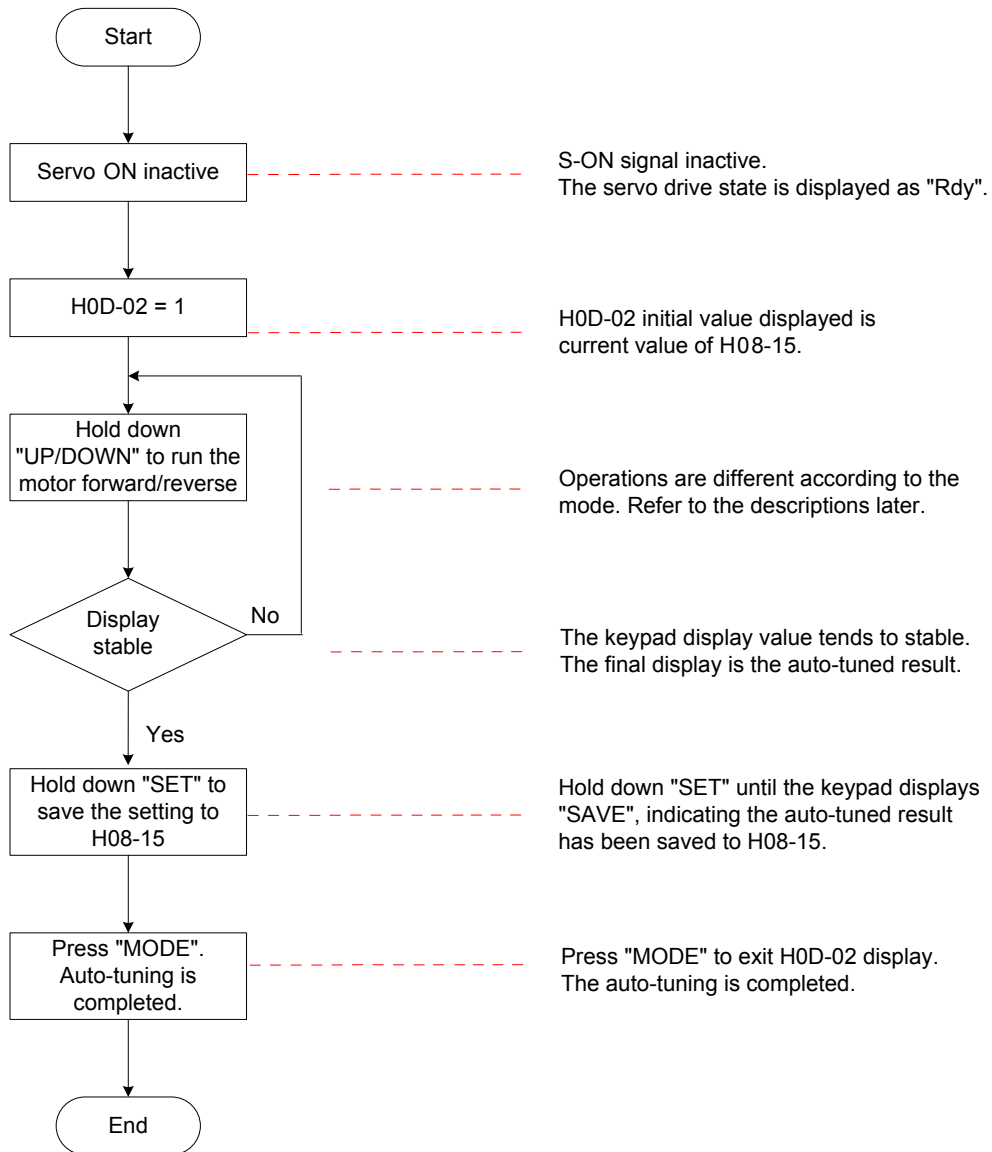 Start
Servo ON inactive
S-ON signal inactive.
The servo drive state is displayed as "Rdy".
H0D-02 = 1
H0D-02 initial value displayed is
current value of H08-15.
Hold down
"UP/DOWN" to run the
motor forward/reverse
Operations are different according to the
mode. Refer to the descriptions later.
Display
stable
No
The keypad display value tends to stable.
The final display is the auto-tuned result.
Yes
Hold down "SET" to
save the setting to
H08-15
Hold down "SET" until the keypad displays
"SAVE", indicating the auto-tuned result
has been saved to H08-15.
Press "MODE".
Auto-tuning is
completed.
Press "MODE" to exit H0D-02 display.
The auto-tuning is completed.
End